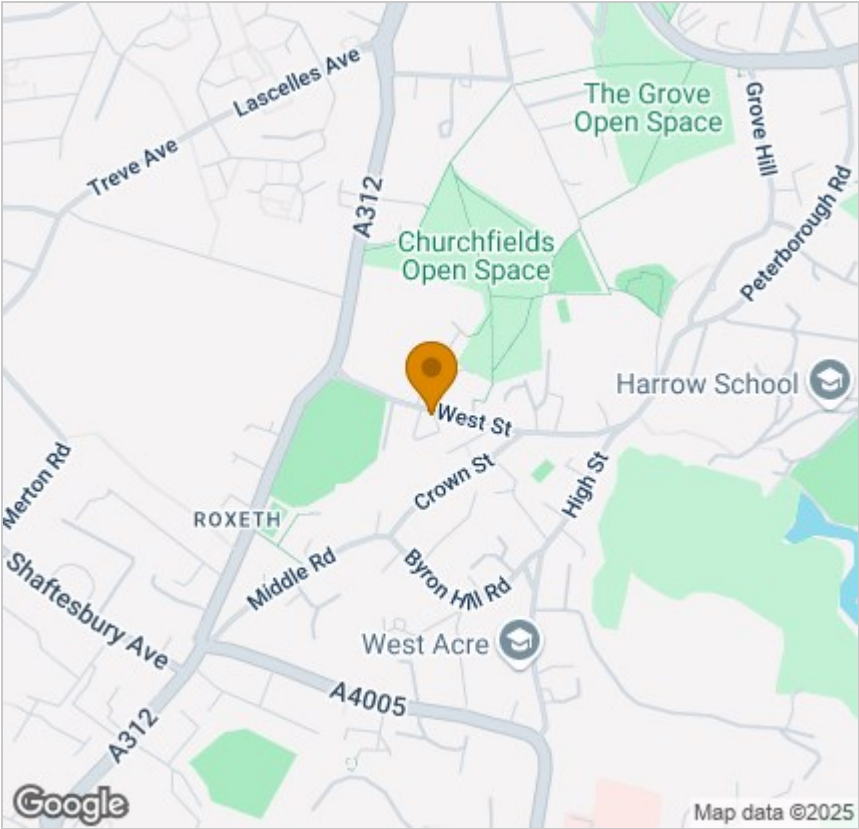 Lascelles Ave
The Grove
Open Space
Grove Hill
Treve Ave
A312
Peterborough Rd
Churchfields
Open Space
Harrow School
West St
Crown St
High St
Merton Rd
ROXETH
Middle Rd
Byron Hill Rd
Shaftesbury Ave
West Acre
A4005
A312
Google
Map data ©2025